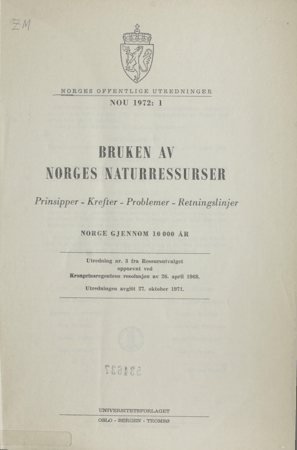 ZM
NORGES OFFENTLIGE UTREDNINGER
NOU 1972: 1
BRUKEN AV
NORGES NATURRESSURSER
Prinsipper - Krefter - Problemer - Retningslinjer
NORGE GJENNOM 10 000 ÅR
Utredning nr. 3 fra Ressursutvalget
oppnevnt ved
Kronprinsregentens resolusjon av 26. april 1968.
Utredningen avgitt 27. oktober 1971.
UNIVERSITETSFORLAGET
OSLO - BERGEN - TROMSØ